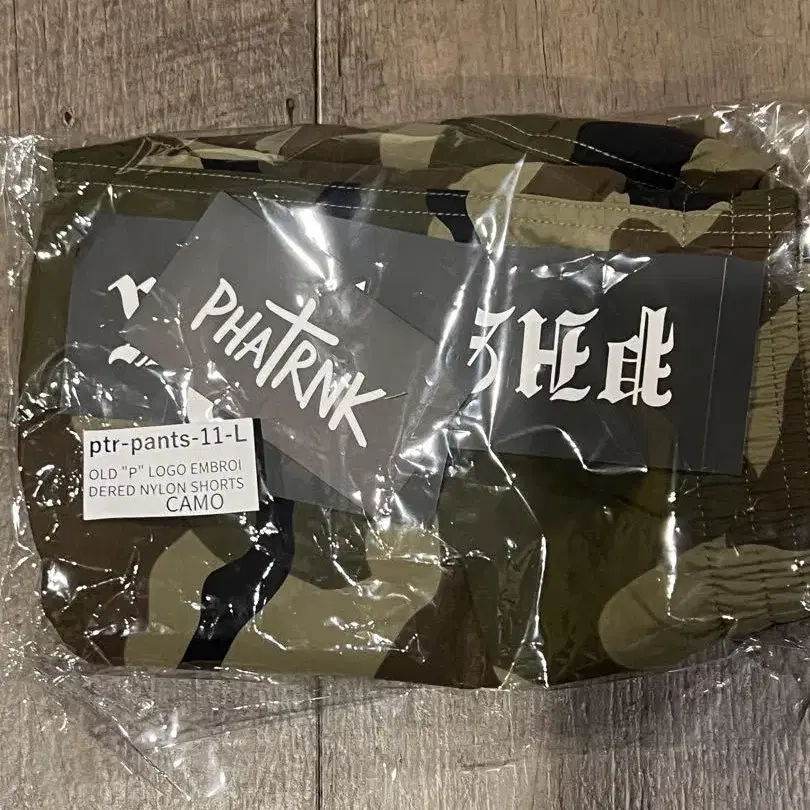 PHATRNK
ptr-pants-11-L
OLD "P" LOGO EMBROI
DERED NYLON SHORTS
CAMO